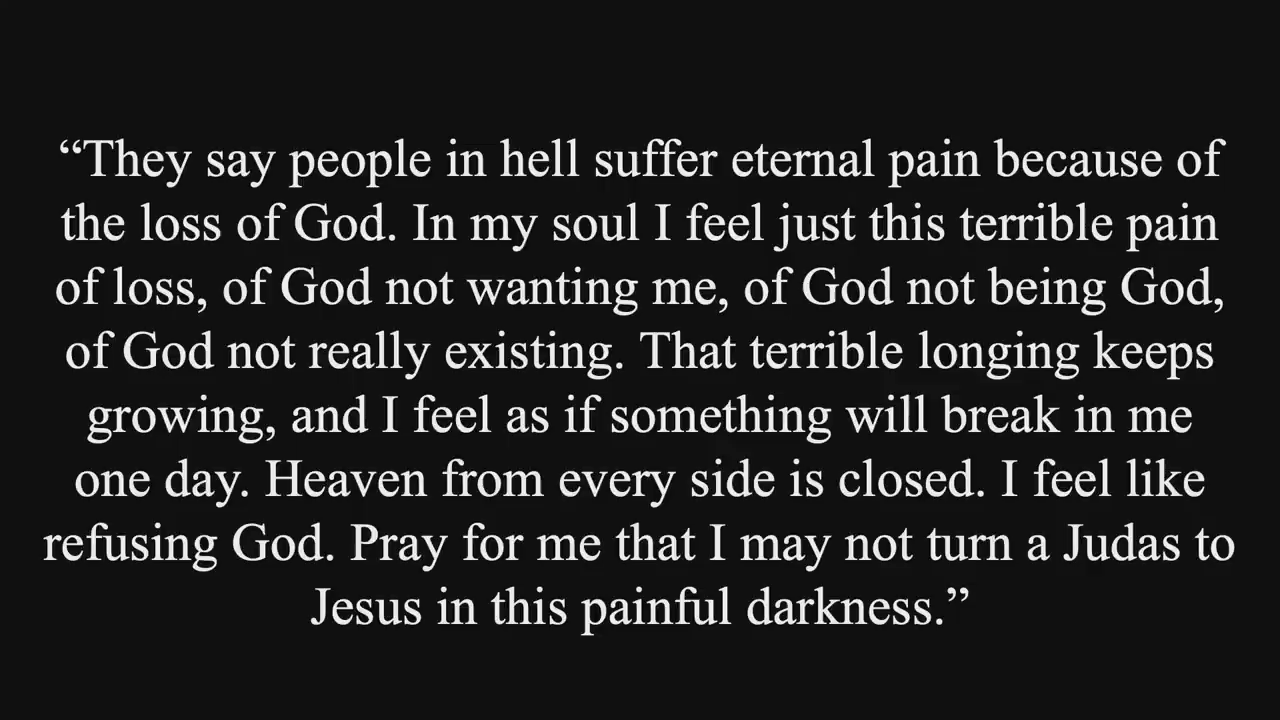 “They say people in hell suffer eternal pain because of
the loss of God. In my soul I feel just this terrible pain
of loss, of God not wanting me, of God not being God,
of God not really existing. That terrible longing keeps
growing, and I feel as if something will break in me
one day. Heaven from every side is closed. I feel like
refusing God. Pray for me that I may not turn a Judas to
Jesus in this painful darkness.”